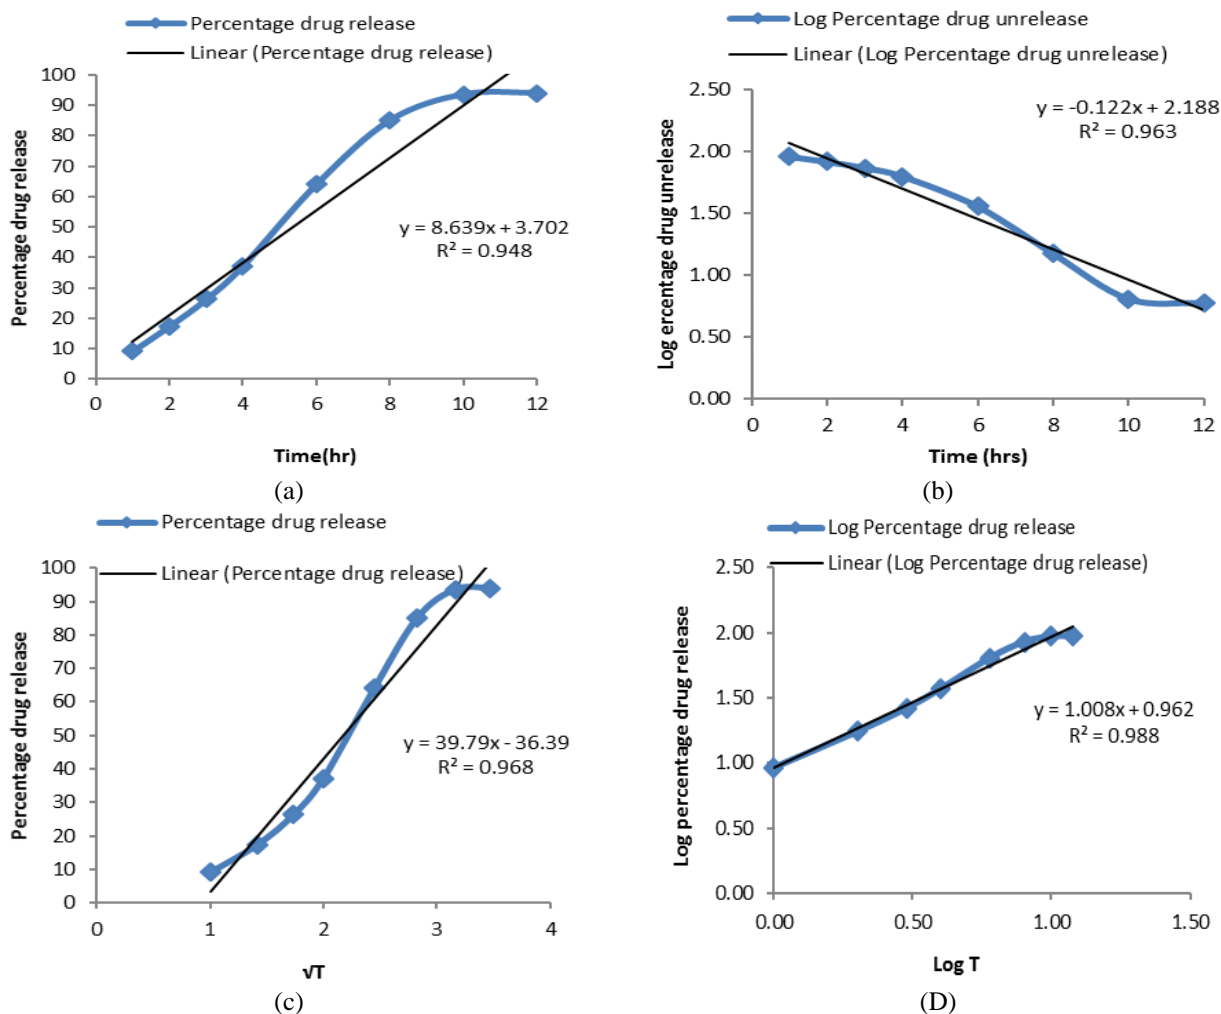 Percentage drug release
Linear (Percentage drug release)
100
90
80
70
60
50
40
30
20
10
0
Percentage drug release
y = 8.639x + 3.702
R² = 0.948
0 2 4 6 8 10 12
Time(hr)
(a)
Log Percentage drug unrelease
Linear (Log Percentage drug unrelease)
2.50
2.00
1.50
1.00
0.50
0.00
Log ercentage drug unrelease
y = -0.122x + 2.188
R² = 0.963
0 2 4 6 8 10 12
Time (hrs)
(b)
Percentage drug release
Linear (Percentage drug release)
100
90
80
70
60
50
40
30
20
10
0
Percentage drug release
y = 39.79x - 36.39
R² = 0.968
0 1 2 3 4
√T
(c)
Log Percentage drug release
Linear (Log Percentage drug release)
2.50
2.00
1.50
1.00
0.50
0.00
Log percentage drug release
y = 1.008x + 0.962
R² = 0.988
0.00 0.50 1.00 1.50
Log T
(D)